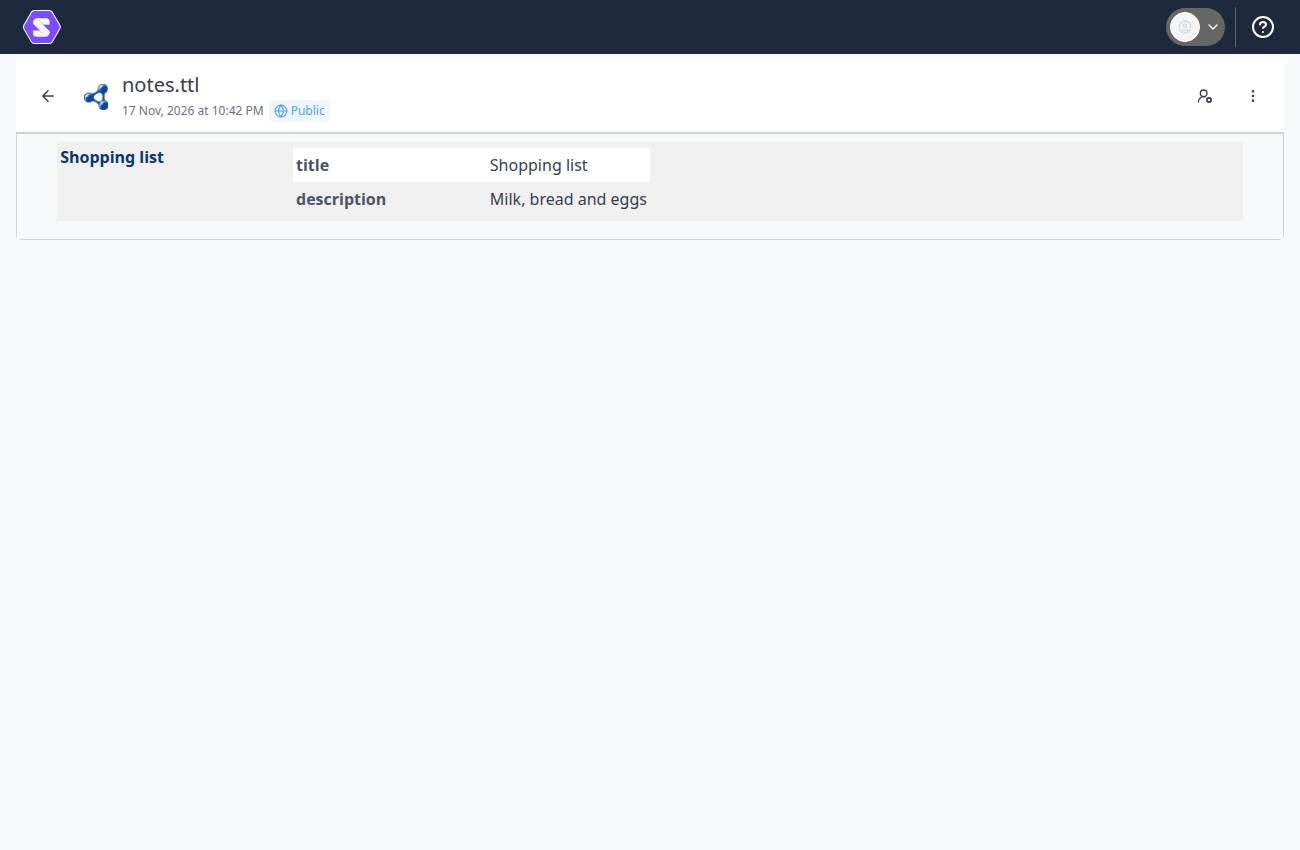 notes.ttl
17 Nov, 2026 at 10:42 PM Public
Shopping list
title Shopping list
description Milk, bread and eggs